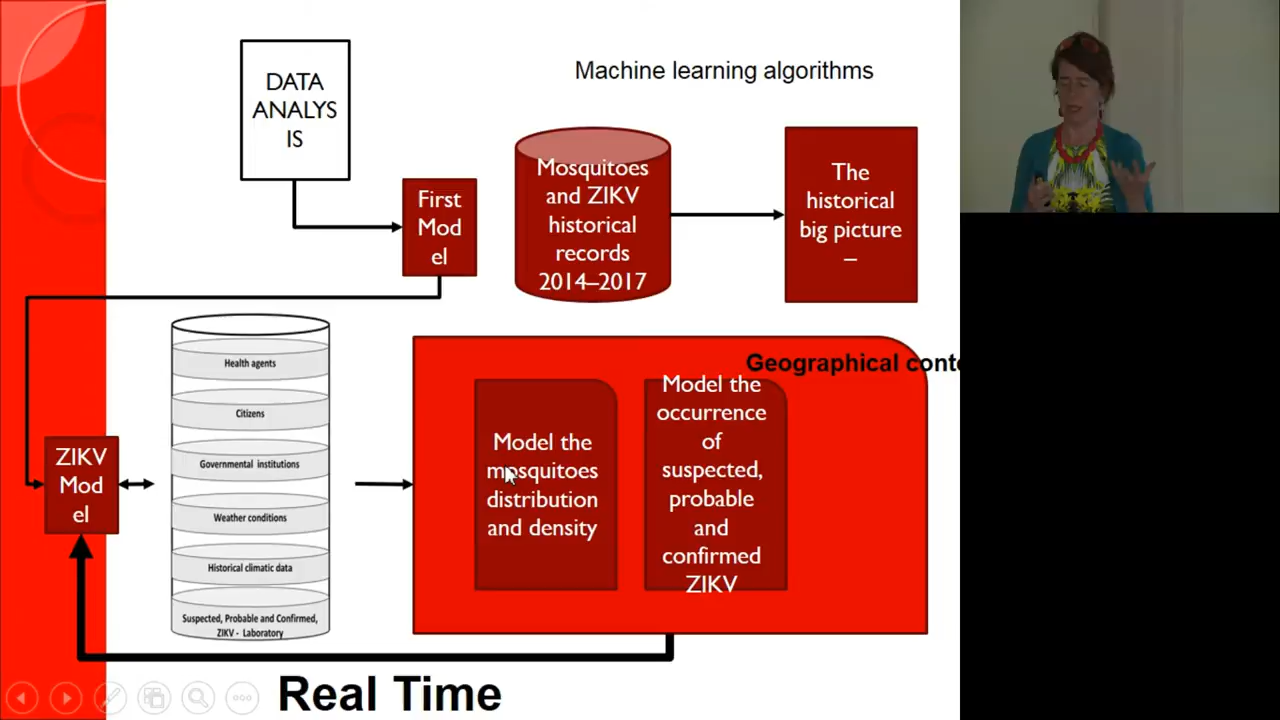 Machine learning algorithms
DATA
ANALYS
IS
First
Mod
el
Mosquitoes
and ZIKV
historical
records
2014–2017
The
historical
big picture
–
ZIKV
Mod
el
Health agents
Citizens
Governmental institutions
Weather conditions
Historical climatic data
Suspected, Probable and Confirmed,
ZIKV - Laboratory
Geographical conte
Model the
mosquitoes
distribution
and density
Model the
occurrence
of
suspected,
probable
and
confirmed
ZIKV
Real Time